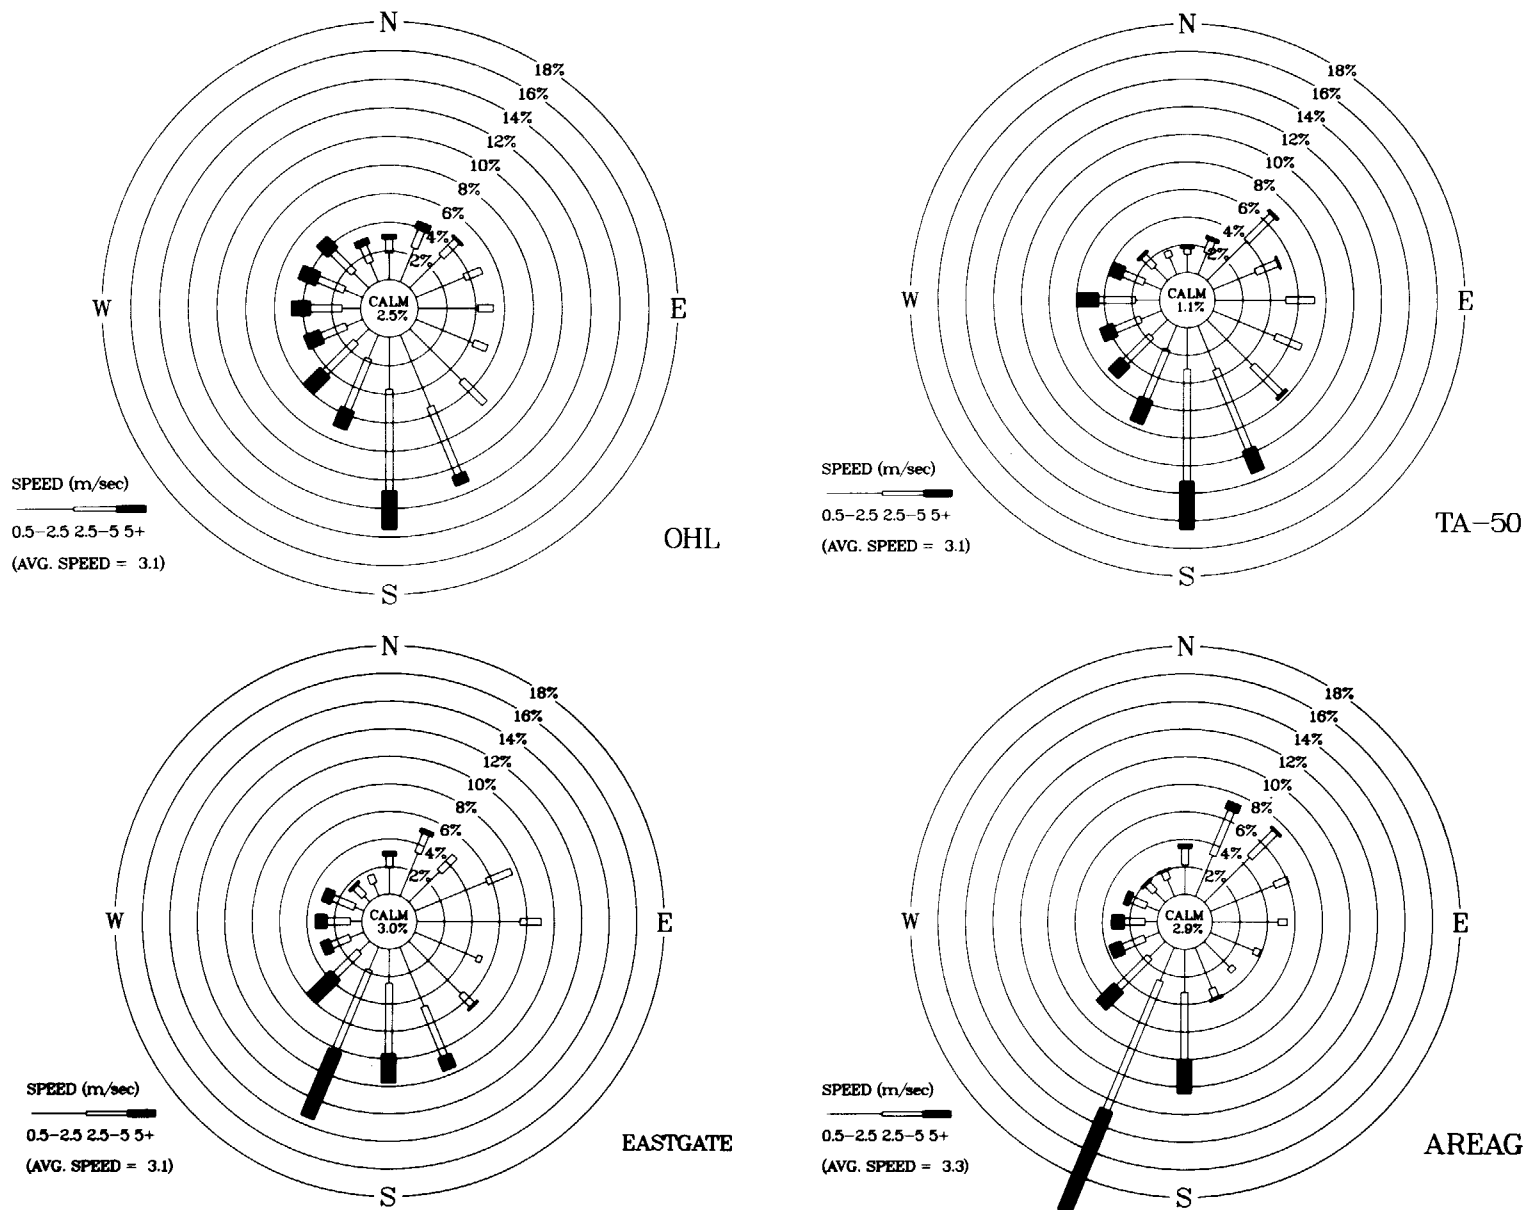 N
18%
16%
14%
12%
10%
8%
6%
4%
2%
CALM
2.5%
W
E
S
SPEED (m/sec)
0.5-2.5 2.5-5 5+
(AVG. SPEED = 3.1)
OHL
N
18%
16%
14%
12%
10%
8%
6%
4%
2%
CALM
1.1%
W
E
S
SPEED (m/sec)
0.5-2.5 2.5-5 5+
(AVG. SPEED = 3.1)
TA-50
N
18%
16%
14%
12%
10%
8%
6%
4%
2%
CALM
3.0%
W
E
S
SPEED (m/sec)
0.5-2.5 2.5-5 5+
(AVG. SPEED = 3.1)
EASTGATE
N
18%
16%
14%
12%
10%
8%
6%
4%
2%
CALM
2.9%
W
E
S
SPEED (m/sec)
0.5-2.5 2.5-5 5+
(AVG. SPEED = 3.3)
AREAG